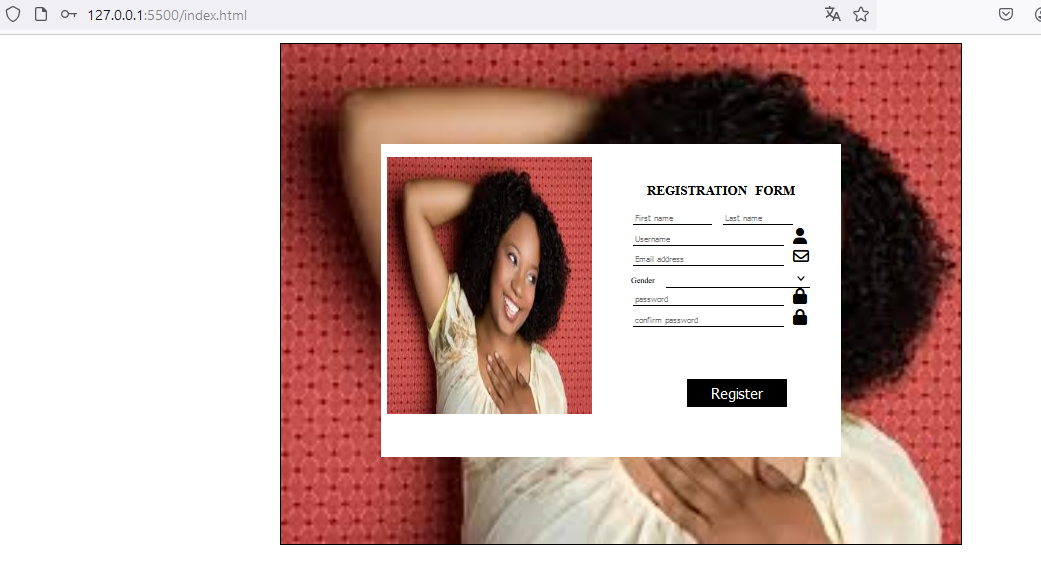 127.0.0.1:5500/index.html
REGISTRATION FORM
First name Last name
Username
Email address
Gender
password
confirm password
Register